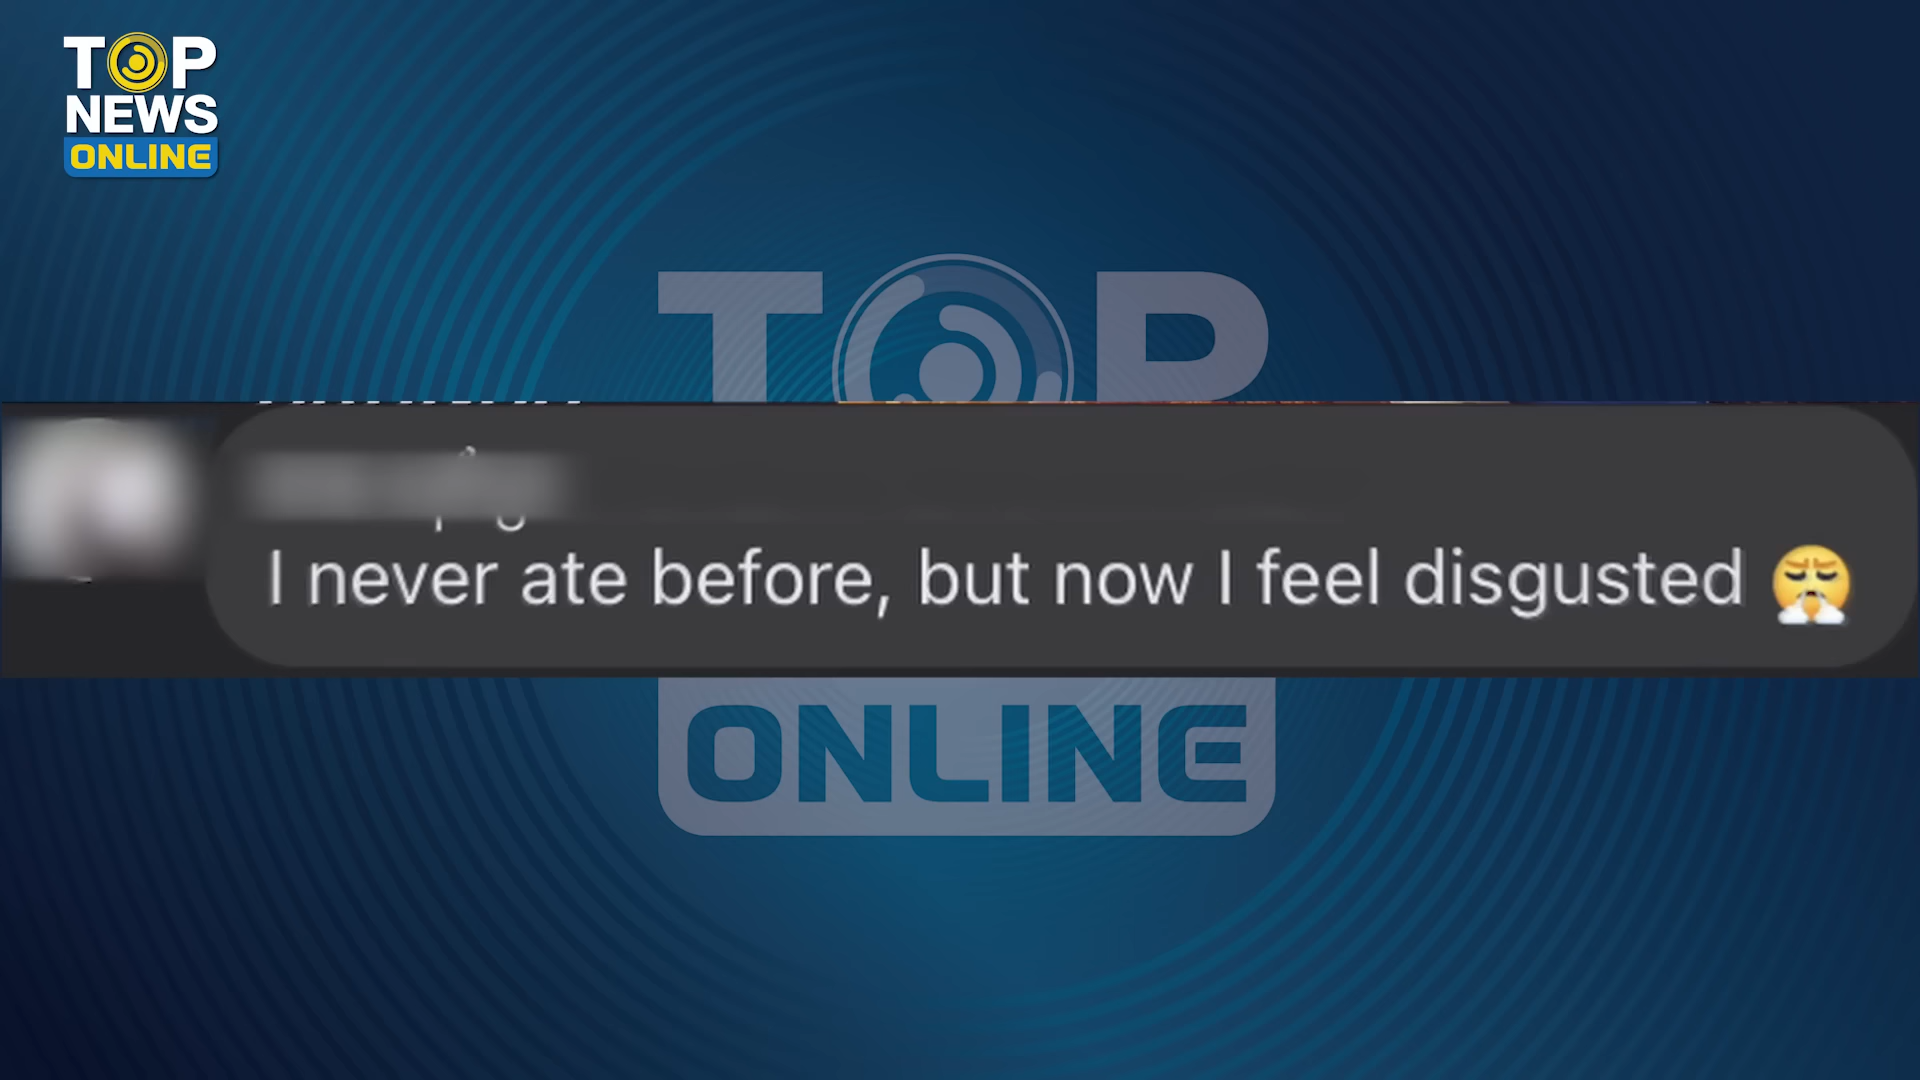 TOP
NEWS
ONLINE
TOP
I never ate before, but now I feel disgusted 😤
ONLINE